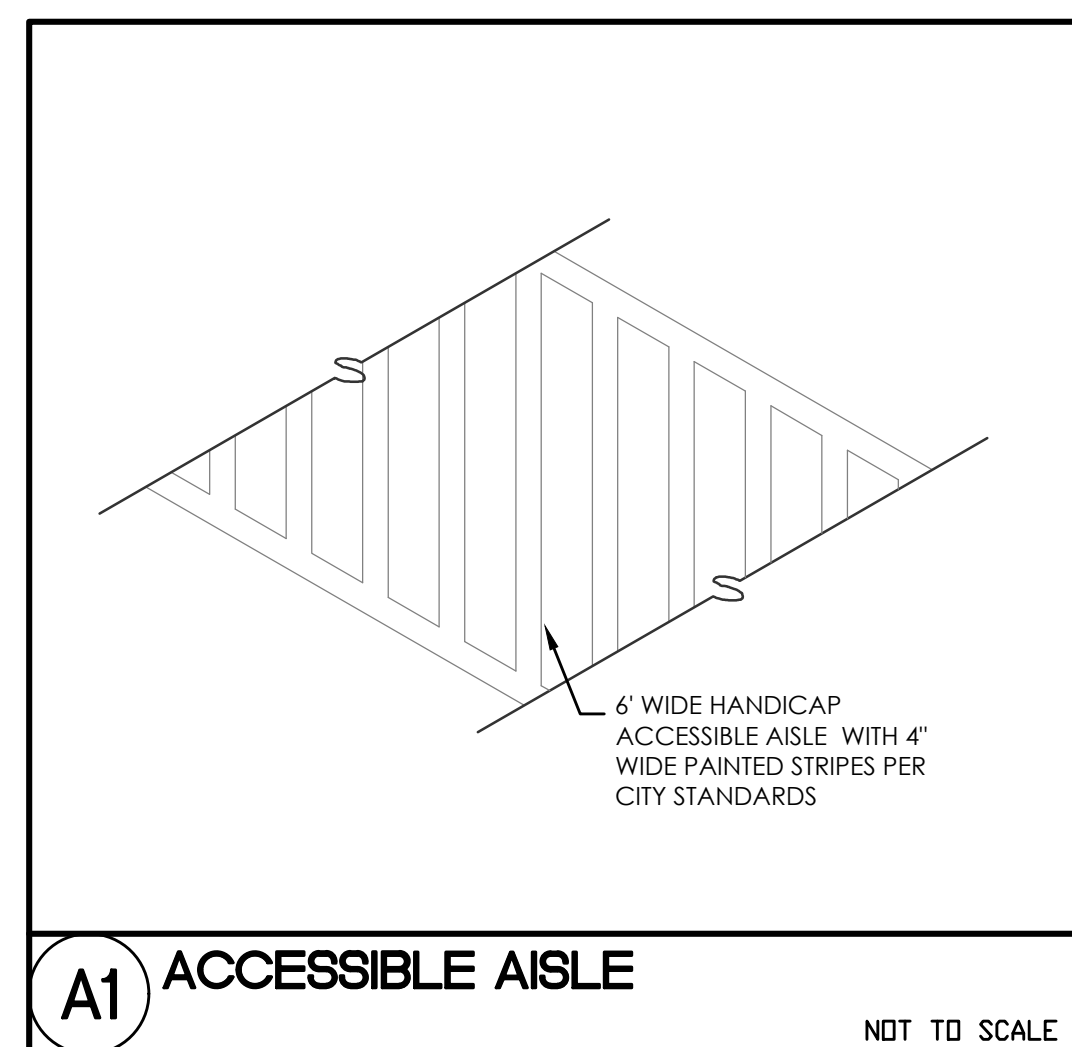 6' WIDE HANDICAP
ACCESSIBLE AISLE WITH 4"
WIDE PAINTED STRIPES PER
CITY STANDARDS
A1
ACCESSIBLE AISLE
NOT TO SCALE